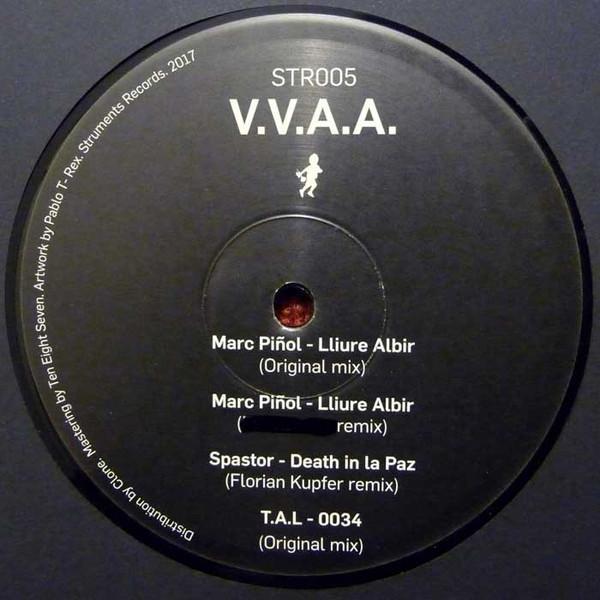 STR005
V.V.A.A.
Marc Piñol - Lliure Albir
(Original mix)
Marc Piñol - Lliure Albir
( remix)
Spastor - Death in la Paz
(Florian Kupfer remix)
T.A.L - 0034
(Original mix)
Distribution by Clone. Mastering by Ten Eight Seven. Artwork by Pablo T- Rex. Struments Records. 2017